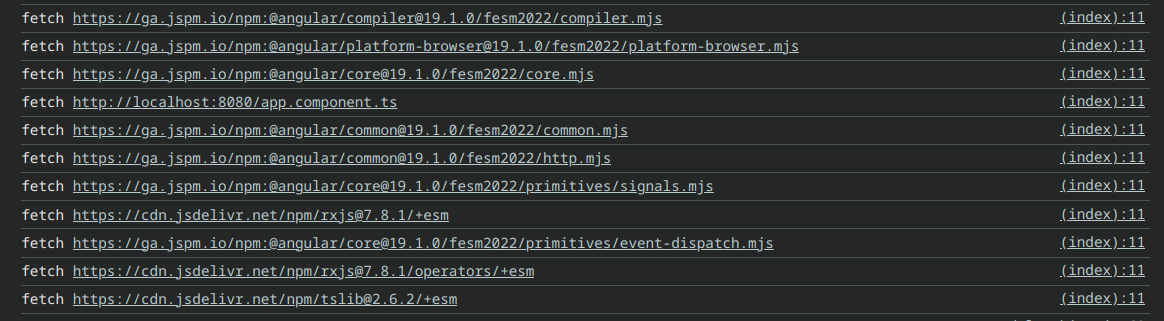 fetch https://ga.jspm.io/npm:@angular/compiler@19.1.0/fesm2022/compiler.mjs (index):11
fetch https://ga.jspm.io/npm:@angular/platform-browser@19.1.0/fesm2022/platform-browser.mjs (index):11
fetch https://ga.jspm.io/npm:@angular/core@19.1.0/fesm2022/core.mjs (index):11
fetch http://localhost:8080/app.component.ts (index):11
fetch https://ga.jspm.io/npm:@angular/common@19.1.0/fesm2022/common.mjs (index):11
fetch https://ga.jspm.io/npm:@angular/common@19.1.0/fesm2022/http.mjs (index):11
fetch https://ga.jspm.io/npm:@angular/core@19.1.0/fesm2022/primitives/signals.mjs (index):11
fetch https://cdn.jsdelivr.net/npm/rxjs@7.8.1/+esm (index):11
fetch https://ga.jspm.io/npm:@angular/core@19.1.0/fesm2022/primitives/event-dispatch.mjs (index):11
fetch https://cdn.jsdelivr.net/npm/rxjs@7.8.1/operators/+esm (index):11
fetch https://cdn.jsdelivr.net/npm/tslib@2.6.2/+esm (index):11